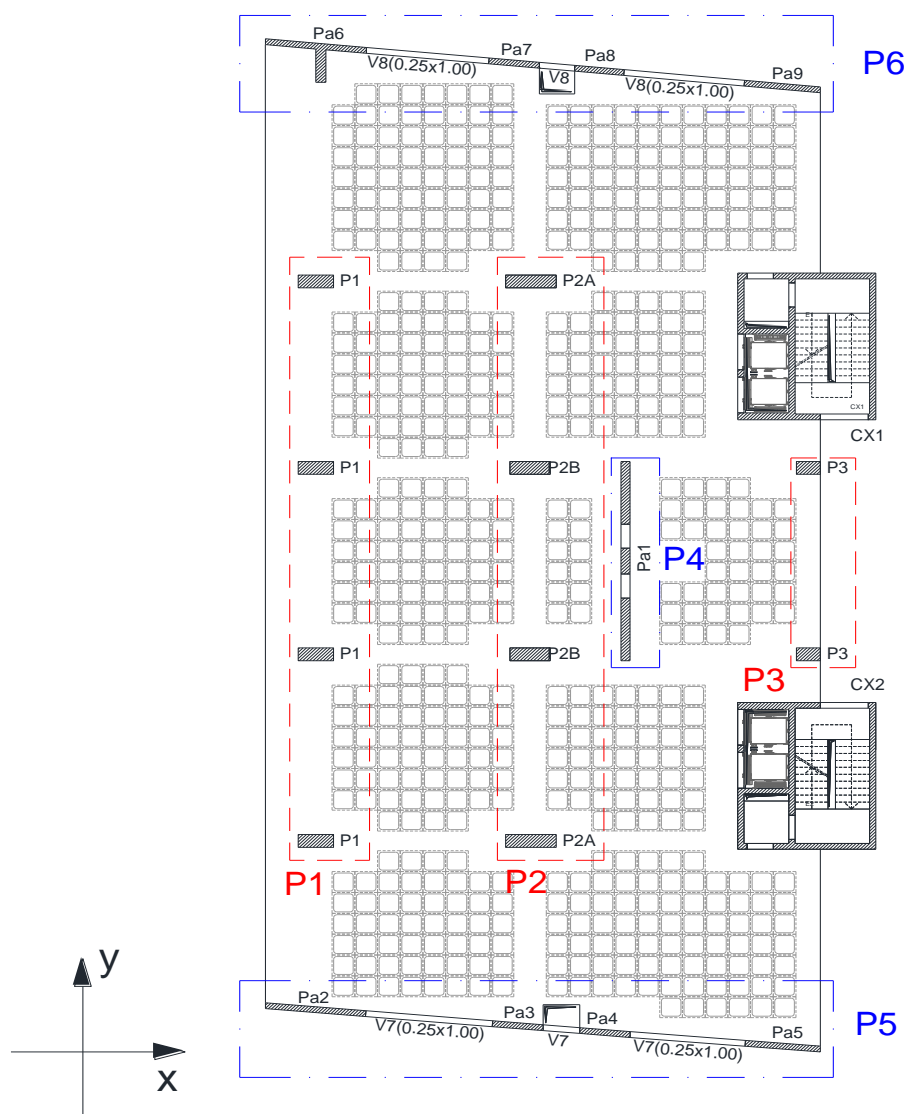 Pa6
Pa7
Pa8
Pa9
P6
V8(0.25x1.00)
V8
V8(0.25x1.00)
P1
P2A
CX1
CX1
P1
P2B
P3
Pa1
P4
P1
P2B
P3
P3
CX2
P1
P2A
P1
P2
y
x
Pa2
Pa3
Pa4
Pa5
P5
V7(0.25x1.00)
V7
V7(0.25x1.00)